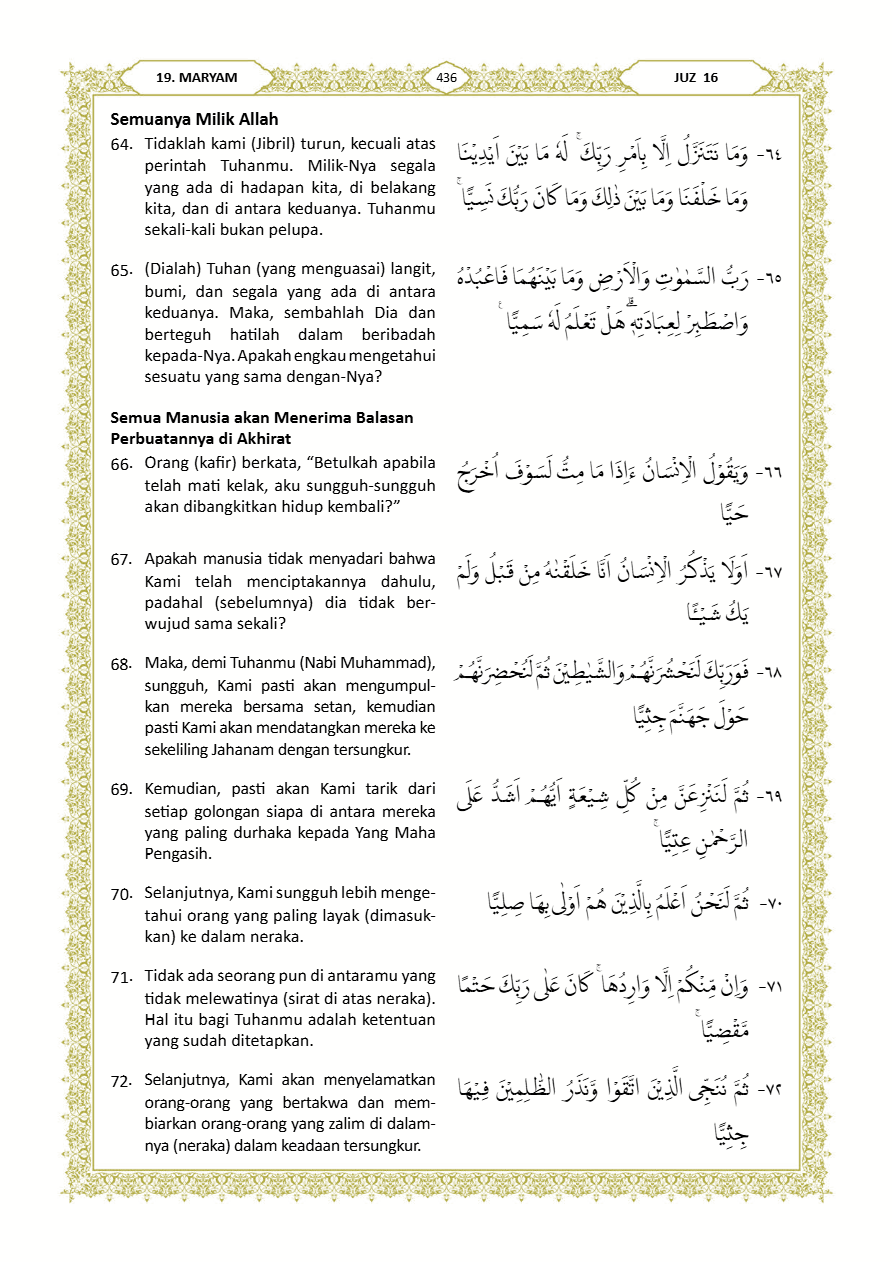 19. MARYAM
436
JUZ 16
Semuanya Milik Allah
64. Tidaklah kami (Jibril) turun, kecuali atas
perintah Tuhanmu. Milik-Nya segala
yang ada di hadapan kita, di belakang
kita, dan di antara keduanya. Tuhanmu
sekali-kali bukan pelupa.
٦٤- وَمَا نَتَنَزَّلُ اِلَّا بِاَمْرِ رَبِّكَۚ لَهٗ مَا بَيْنَ اَيْدِيْنَا
وَمَا خَلْفَنَا وَمَا بَيْنَ ذٰلِكَ وَمَا كَانَ رَبُّكَ نَسِيًّاۚ
65. (Dialah) Tuhan (yang menguasai) langit,
bumi, dan segala yang ada di antara
keduanya. Maka, sembahlah Dia dan
berteguh hatilah dalam beribadah
kepada-Nya. Apakah engkau mengetahui
sesuatu yang sama dengan-Nya?
٦٥- رَبُّ السَّمٰوٰتِ وَالْاَرْضِ وَمَا بَيْنَهُمَا فَاعْبُدْهُ
وَاصْطَبِرْ لِعِبَادَتِهٖۗ هَلْ تَعْلَمُ لَهٗ سَمِيًّا ࣖ
Semua Manusia akan Menerima Balasan
Perbuatannya di Akhirat
66. Orang (kafir) berkata, “Betulkah apabila
telah mati kelak, aku sungguh-sungguh
akan dibangkitkan hidup kembali?”
٦٦- وَيَقُوْلُ الْاِنْسَانُ ءَاِذَا مَا مِتُّ لَسَوْفَ اُخْرَجُ
حَيًّا
67. Apakah manusia tidak menyadari bahwa
Kami telah menciptakannya dahulu,
padahal (sebelumnya) dia tidak ber-
wujud sama sekali?
٦٧- اَوَلَا يَذْكُرُ الْاِنْسَانُ اَنَّا خَلَقْنٰهُ مِنْ قَبْلُ وَلَمْ
يَكُ شَيْـًٔا
68. Maka, demi Tuhanmu (Nabi Muhammad),
sungguh, Kami pasti akan mengumpul-
kan mereka bersama setan, kemudian
pasti Kami akan mendatangkan mereka ke
sekeliling Jahanam dengan tersungkur.
٦٨- فَوَرَبِّكَ لَنَحْشُرَنَّهُمْ وَالشَّيٰطِيْنَ ثُمَّ لَنُحْضِرَنَّهُمْ
حَوْلَ جَهَنَّمَ جِثِيًّا
69. Kemudian, pasti akan Kami tarik dari
setiap golongan siapa di antara mereka
yang paling durhaka kepada Yang Maha
Pengasih.
٦٩- ثُمَّ لَنَنْزِعَنَّ مِنْ كُلِّ شِيْعَةٍ اَيُّهُمْ اَشَدُّ عَلَى
الرَّحْمٰنِ عِتِيًّاۚ
70. Selanjutnya, Kami sungguh lebih menge-
tahui orang yang paling layak (dimasuk-
kan) ke dalam neraka.
٧٠- ثُمَّ لَنَحْنُ اَعْلَمُ بِالَّذِيْنَ هُمْ اَوْلٰى بِهَا صِلِيًّا
71. Tidak ada seorang pun di antaramu yang
tidak melewatinya (sirat di atas neraka).
Hal itu bagi Tuhanmu adalah ketentuan
yang sudah ditetapkan.
٧١- وَاِنْ مِّنْكُمْ اِلَّا وَارِدُهَاۚ كَانَ عَلٰى رَبِّكَ حَتْمًا
مَّقْضِيًّاۚ
72. Selanjutnya, Kami akan menyelamatkan
orang-orang yang bertakwa dan mem-
biarkan orang-orang yang zalim di dalam-
nya (neraka) dalam keadaan tersungkur.
٧٢- ثُمَّ نُنَجِّى الَّذِيْنَ اتَّقَوْا وَّنَذَرُ الظّٰلِمِيْنَ فِيْهَا
جِثِيًّا